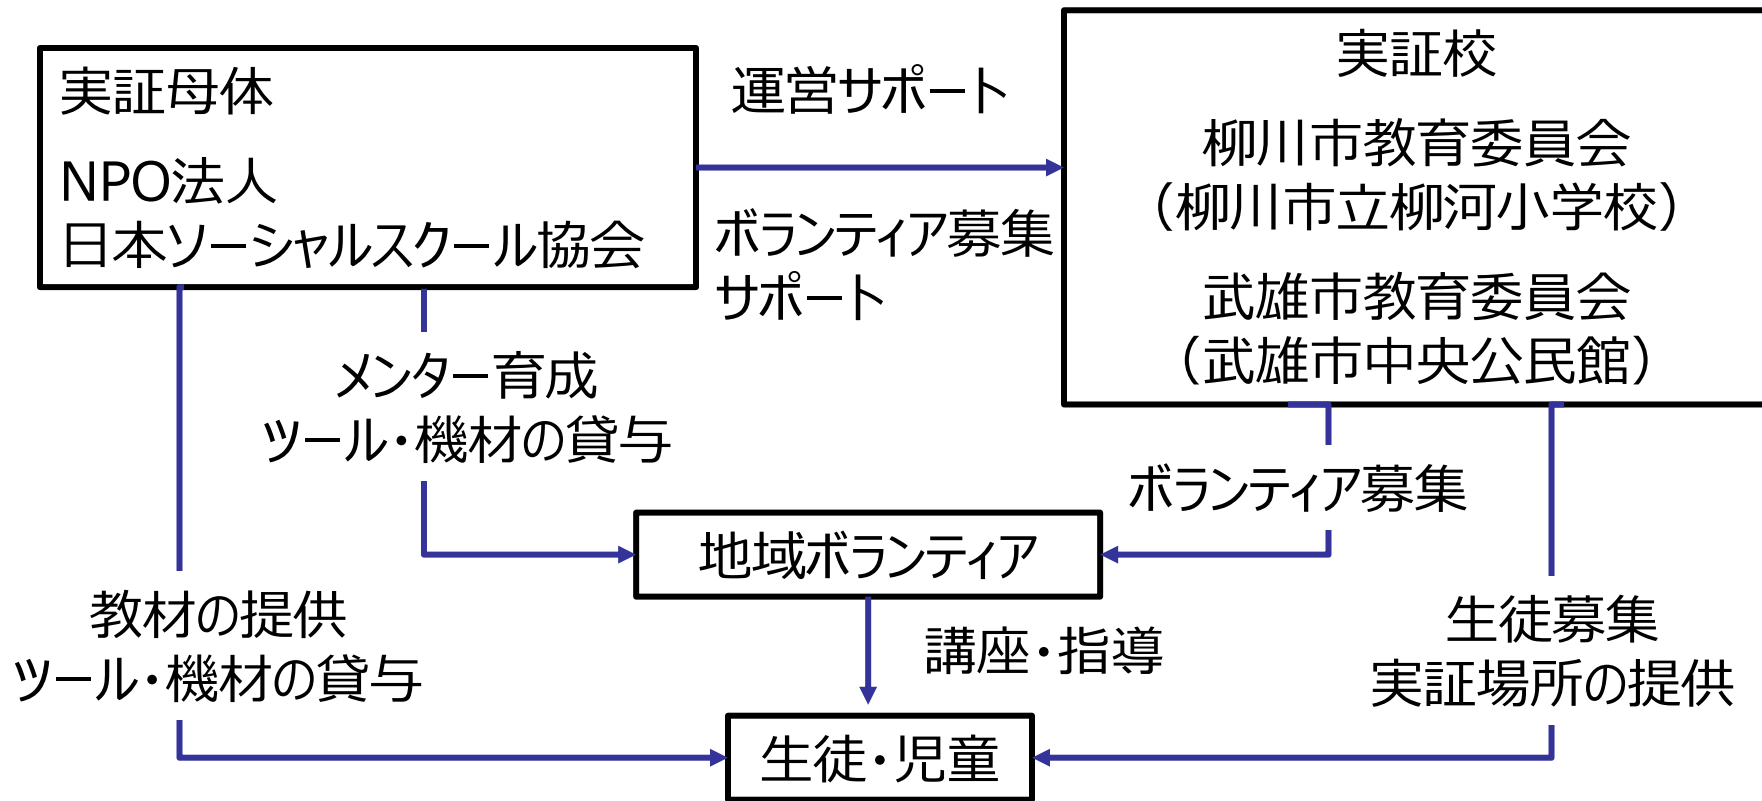 実証母体
NPO法人
日本ソーシャルスクール協会
運営サポート
ボランティア募集
サポート
実証校
柳川市教育委員会
（柳川市立柳河小学校）
武雄市教育委員会
（武雄市中央公民館）
メンター育成
ツール・機材の貸与
ボランティア募集
地域ボランティア
教材の提供
ツール・機材の貸与
講座・指導
生徒募集
実証場所の提供
生徒・児童